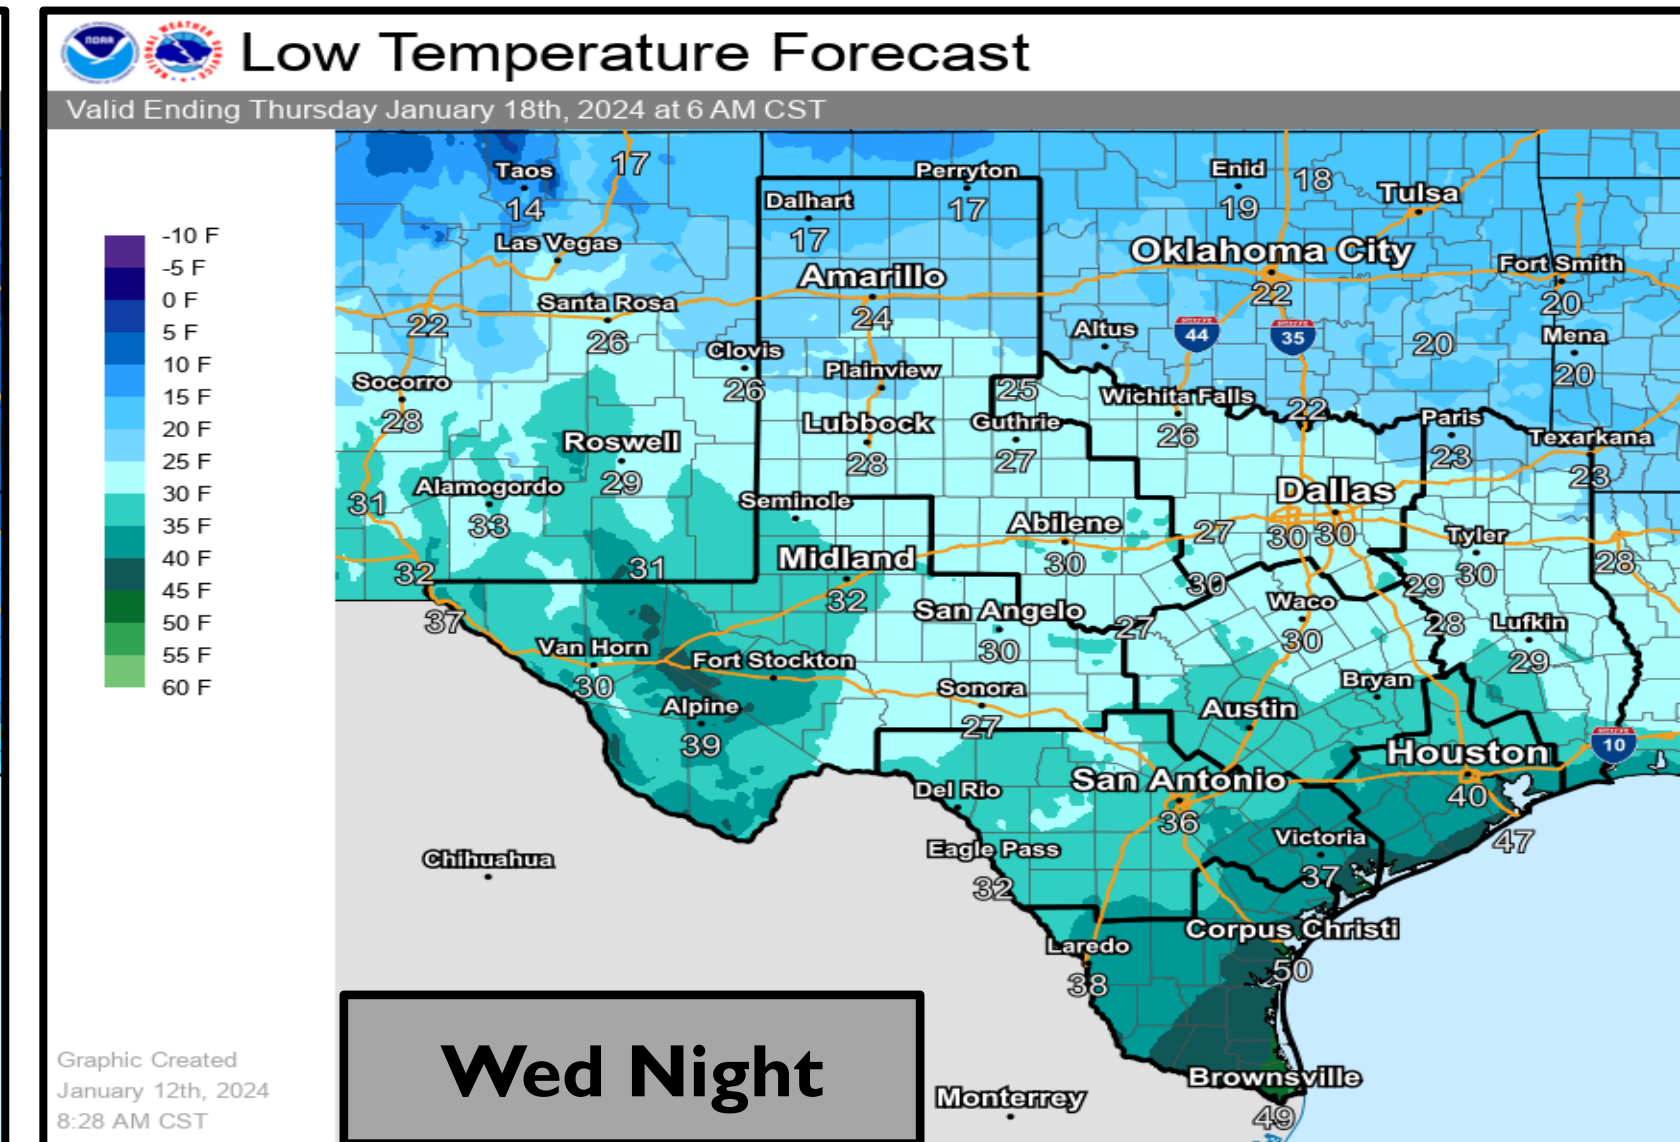 NOAA
NATIONAL WEATHER SERVICE
Low Temperature Forecast
Valid Ending Thursday January 18th, 2024 at 6 AM CST
-10 F
-5 F
0 F
5 F
10 F
15 F
20 F
25 F
30 F
35 F
40 F
45 F
50 F
55 F
60 F
Taos
14
17
Las Vegas
Perryton
17
Dalhart
17
Enid
19
18
Tulsa
Oklahoma City
22
Fort Smith
20
Amarillo
24
Santa Rosa
26
22
Clovis
26
Altus
44
35
20
Mena
20
Socorro
28
Plainview
25
Wichita Falls
26
22
Paris
23
Texarkana
23
Lubbock
28
Guthrie
27
Roswell
29
Alamogordo
33
31
Seminole
Dallas
30
30
27
Abilene
30
Tyler
30
28
32
31
Midland
32
30
29
37
San Angelo
30
27
Waco
30
28
Lufkin
29
Van Horn
30
Fort Stockton
Sonora
27
Bryan
Alpine
39
Austin
10
Houston
40
47
Del Rio
San Antonio
36
Eagle Pass
32
Victoria
37
Chihuahua
Corpus Christi
50
Laredo
38
Brownsville
49
Monterrey
Wed Night
Graphic Created
January 12th, 2024
8:28 AM CST